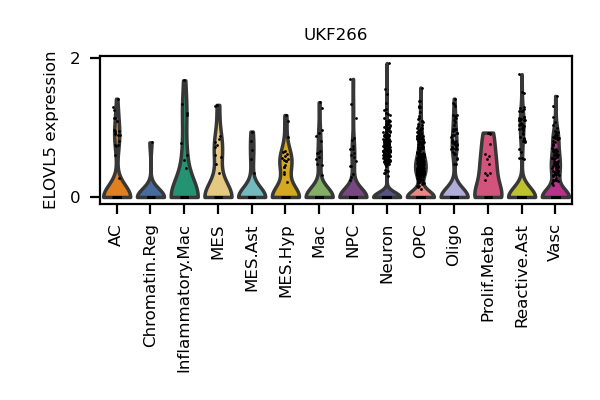 UKF266
ELOVL5 expression
2
0
AC
Chromatin.Reg
Inflammatory.Mac
MES
MES.Ast
MES.Hyp
Mac
NPC
Neuron
OPC
Oligo
Prolif.Metab
Reactive.Ast
Vasc